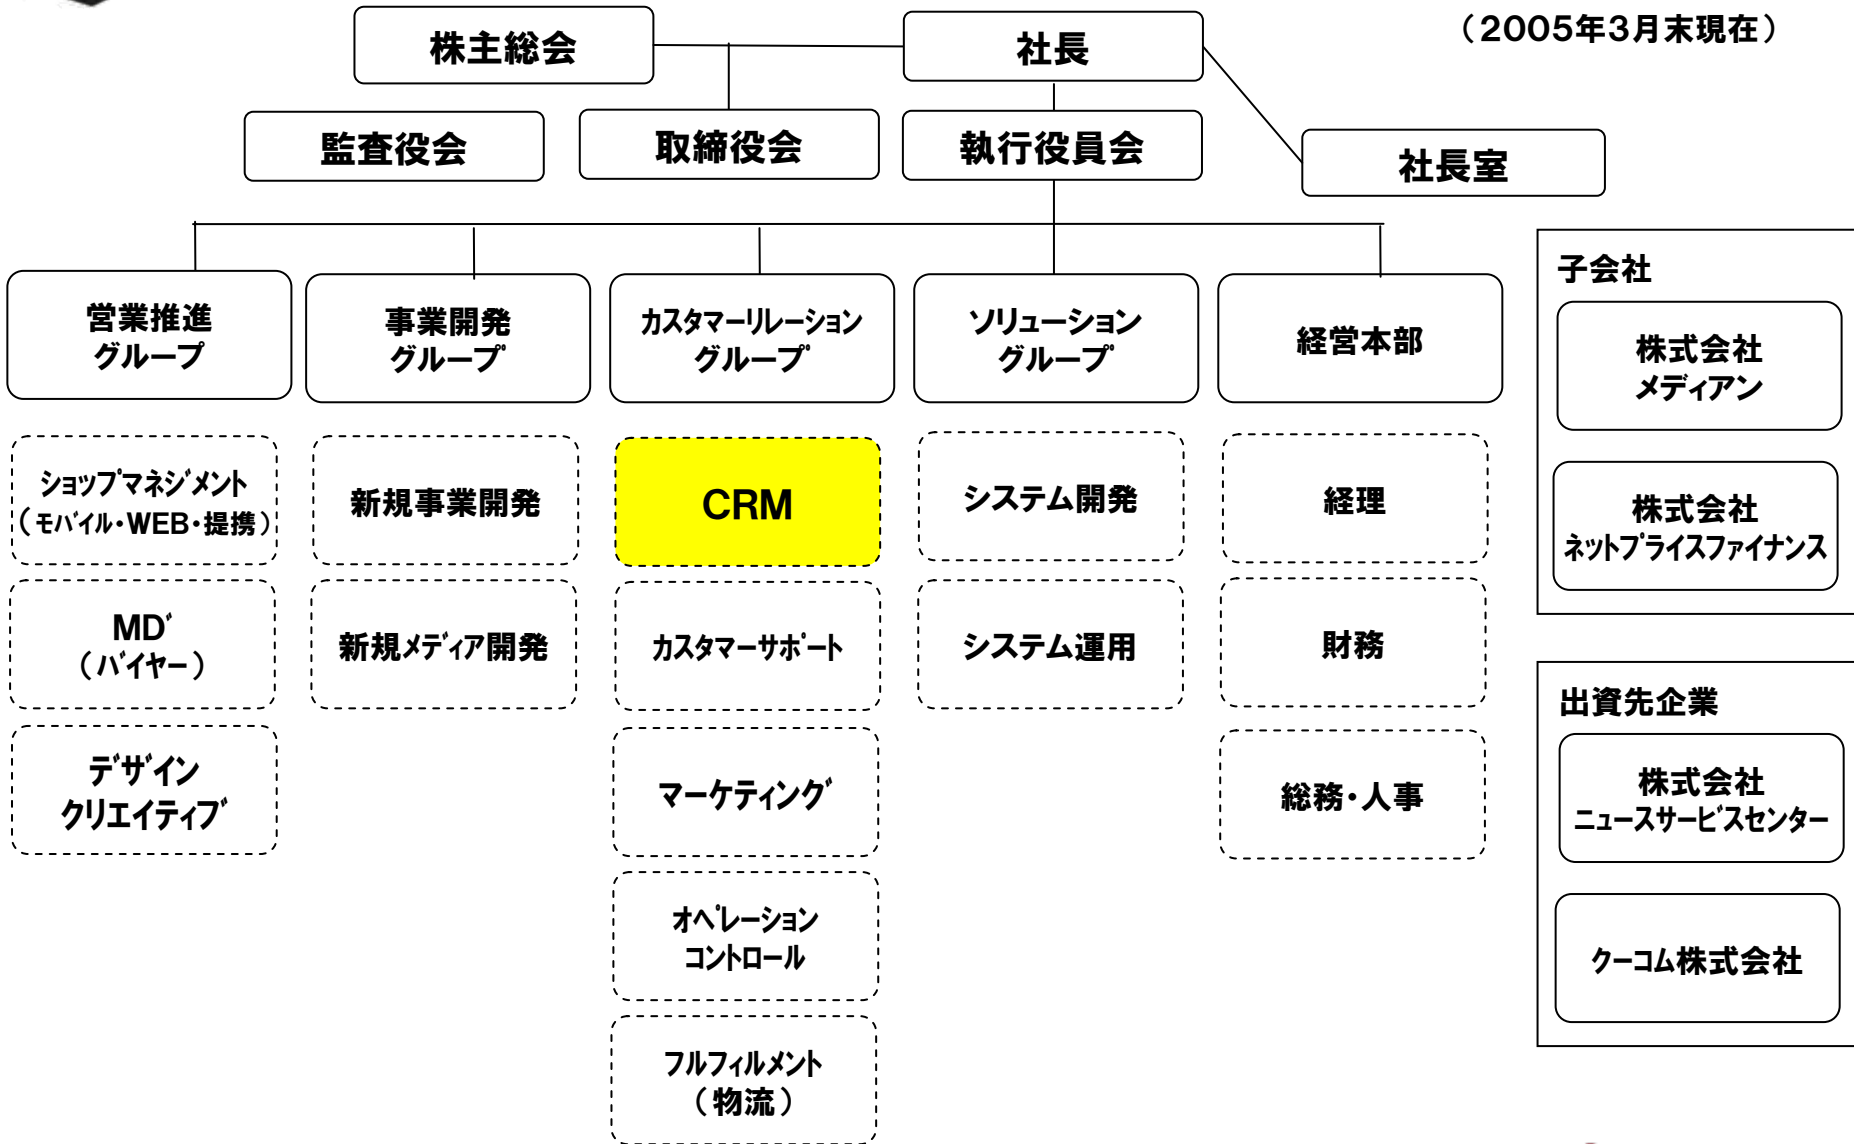 （2005年3月末現在）
株主総会
社長
監査役会
取締役会
執行役員会
社長室
営業推進
グループ
事業開発
グループ
カスタマーリレーション
グループ
ソリューション
グループ
経営本部
ショップマネジメント
（モバイル・WEB・提携）
MD
（バイヤー）
デザイン
クリエイティブ
新規事業開発
新規メディア開発
CRM
カスタマーサポート
マーケティング
オペレーション
コントロール
フルフィルメント
（物流）
システム開発
システム運用
経理
財務
総務・人事
子会社
株式会社
メディアン
株式会社
ネットプライスファイナンス
出資先企業
株式会社
ニュースサービスセンター
クーコム株式会社